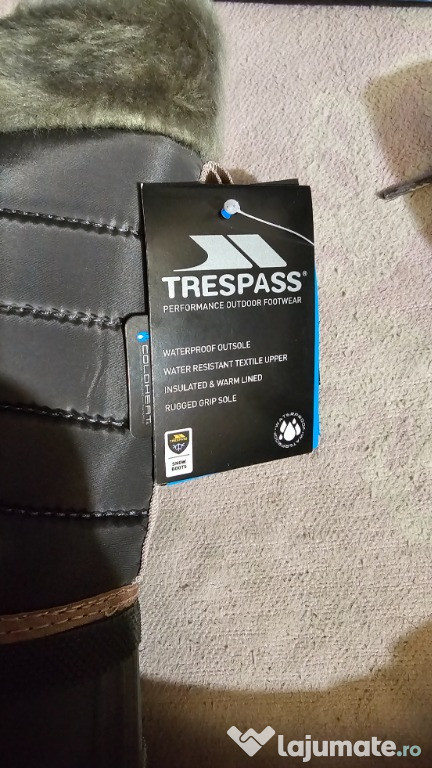 TRESPASS®
PERFORMANCE OUTDOOR FOOTWEAR
WATERPROOF OUTSOLE
WATER RESISTANT TEXTILE UPPER
INSULATED & WARM LINED
RUGGED GRIP SOLE
COLDHEAT
SNOW
BOOTS
WATERPROOF
lajumate.ro